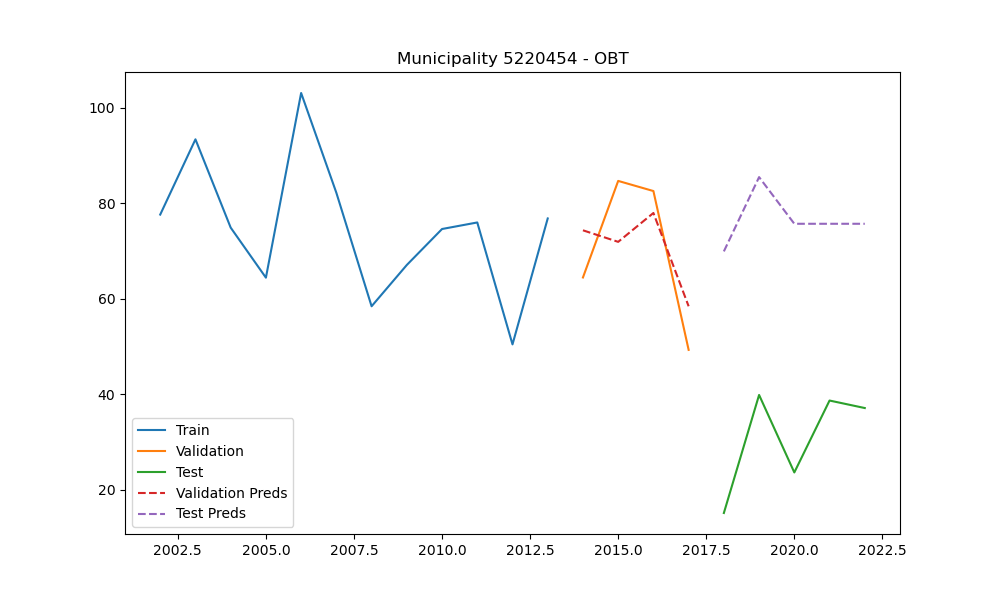 Municipality 5220454 - OBT
100
80
60
40
20
Train
Validation
Test
Validation Preds
Test Preds
2002.5 2005.0 2007.5 2010.0 2012.5 2015.0 2017.5 2020.0 2022.5